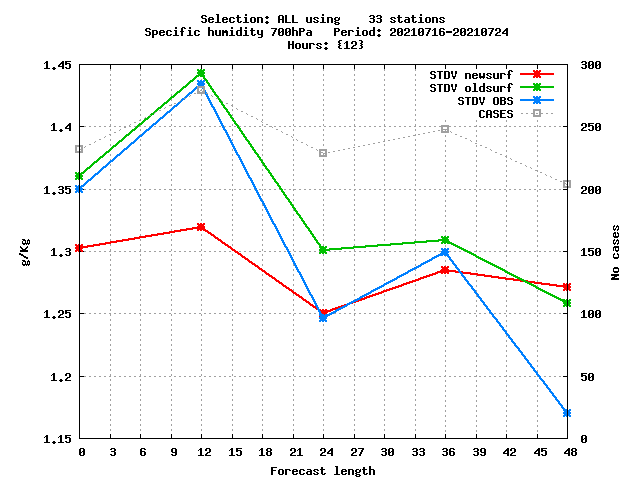 Selection: ALL using    33 stations
Specific humidity 700hPa   Period: 20210716-20210724
Hours: {12}
STDV newsurf
STDV oldsurf
STDV OBS
CASES
1.45
1.4
1.35
1.3
1.25
1.2
1.15
g/Kg
300
250
200
150
100
50
0
No cases
0 3 6 9 12 15 18 21 24 27 30 33 36 39 42 45 48
Forecast length